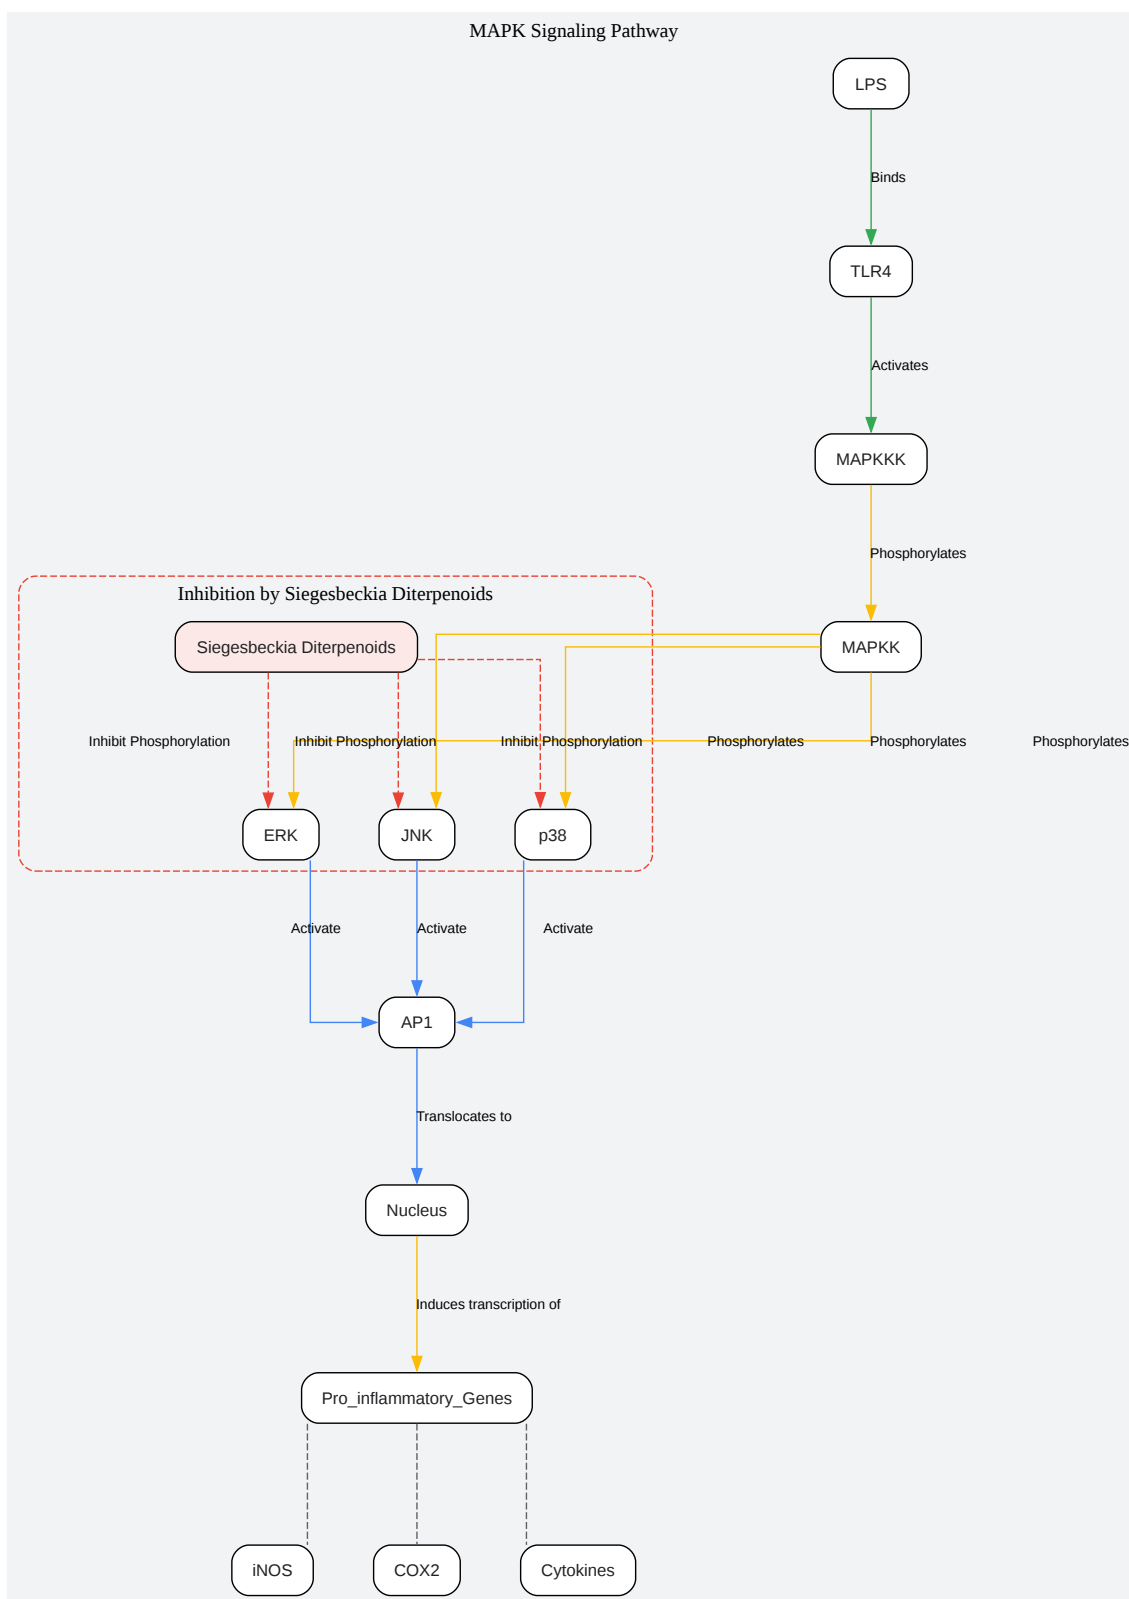 MAPK Signaling Pathway
LPS
Binds
TLR4
Activates
MAPKKK
Phosphorylates
Inhibition by Siegesbeckia Diterpenoids
Siegesbeckia Diterpenoids
MAPKK
Inhibit Phosphorylation
Inhibit Phosphorylation
Inhibit Phosphorylation
Phosphorylates
Phosphorylates
Phosphorylates
ERK
JNK
p38
Activate
Activate
Activate
AP1
Translocates to
Nucleus
Induces transcription of
Pro_inflammatory_Genes
iNOS
COX2
Cytokines